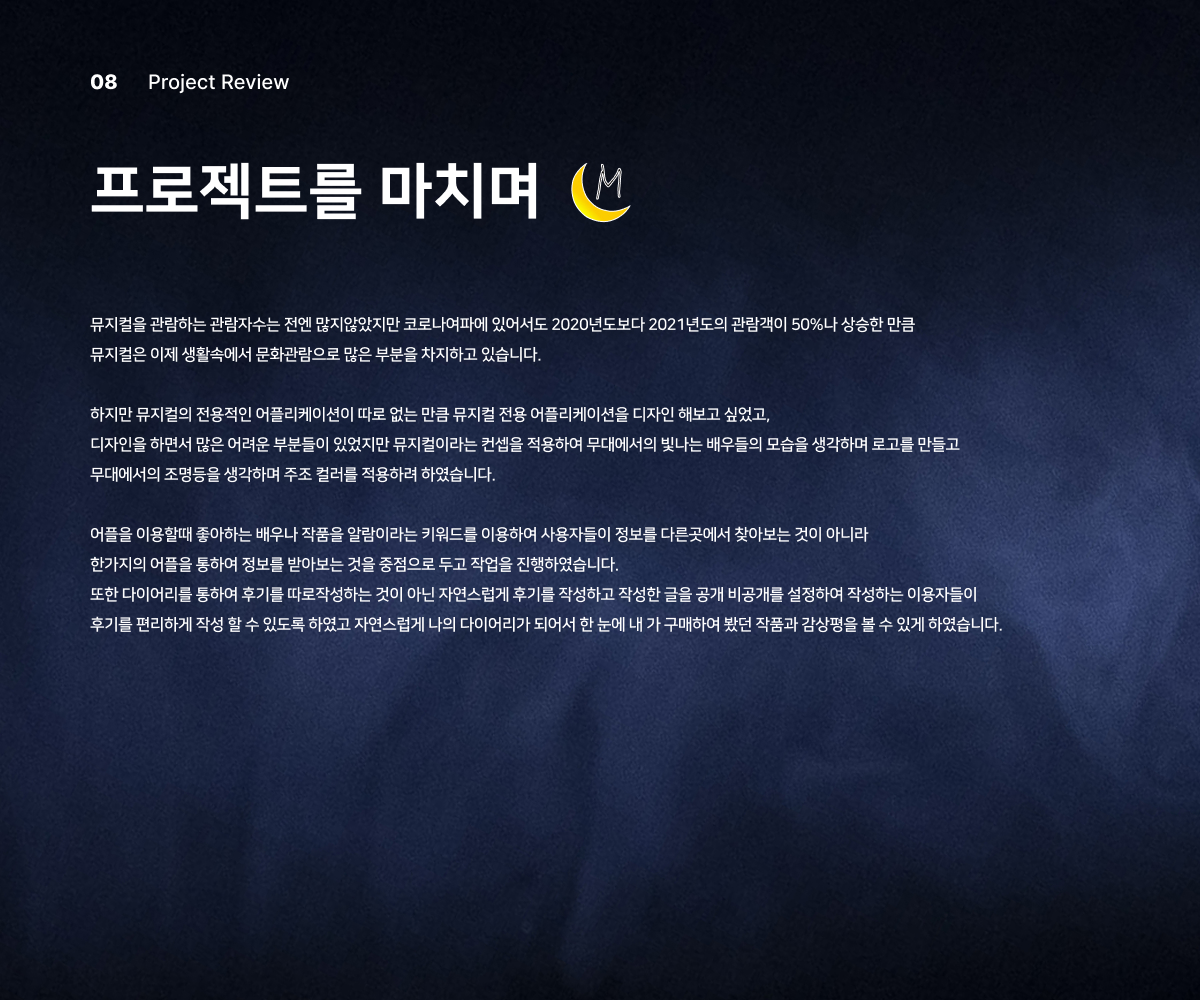 08 Project Review
프로젝트를 마치며 M
뮤지컬을 관람하는 관람자수는 전엔 많지않았지만 코로나여파에 있어서도 2020년도보다 2021년도의 관람객이 50%나 상승한 만큼
뮤지컬은 이제 생활속에서 문화관람으로 많은 부분을 차지하고 있습니다.
하지만 뮤지컬의 전용적인 어플리케이션이 따로 없는 만큼 뮤지컬 전용 어플리케이션을 디자인 해보고 싶었고,
디자인을 하면서 많은 어려운 부분들이 있었지만 뮤지컬이라는 컨셉을 적용하여 무대에서의 빛나는 배우들의 모습을 생각하며 로고를 만들고
무대에서의 조명등을 생각하며 주조 컬러를 적용하려 하였습니다.
어플을 이용할때 좋아하는 배우나 작품을 알람이라는 키워드를 이용하여 사용자들이 정보를 다른곳에서 찾아보는 것이 아니라
한가지의 어플을 통하여 정보를 받아보는 것을 중점으로 두고 작업을 진행하였습니다.
또한 다이어리를 통하여 후기를 따로작성하는 것이 아닌 자연스럽게 후기를 작성하고 작성한 글을 공개 비공개를 설정하여 작성하는 이용자들이
후기를 편리하게 작성 할 수 있도록 하였고 자연스럽게 나의 다이어리가 되어서 한 눈에 내 가 구매하여 봤던 작품과 감상평을 볼 수 있게 하였습니다.